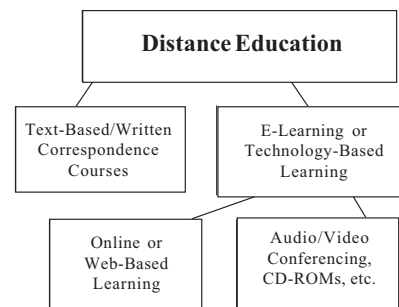 Distance Education
Text-Based/Written
Correspondence
Courses
E-Learning or
Technology-Based
Learning
Online or
Web-Based
Learning
Audio/Video
Conferencing,
CD-ROMs, etc.